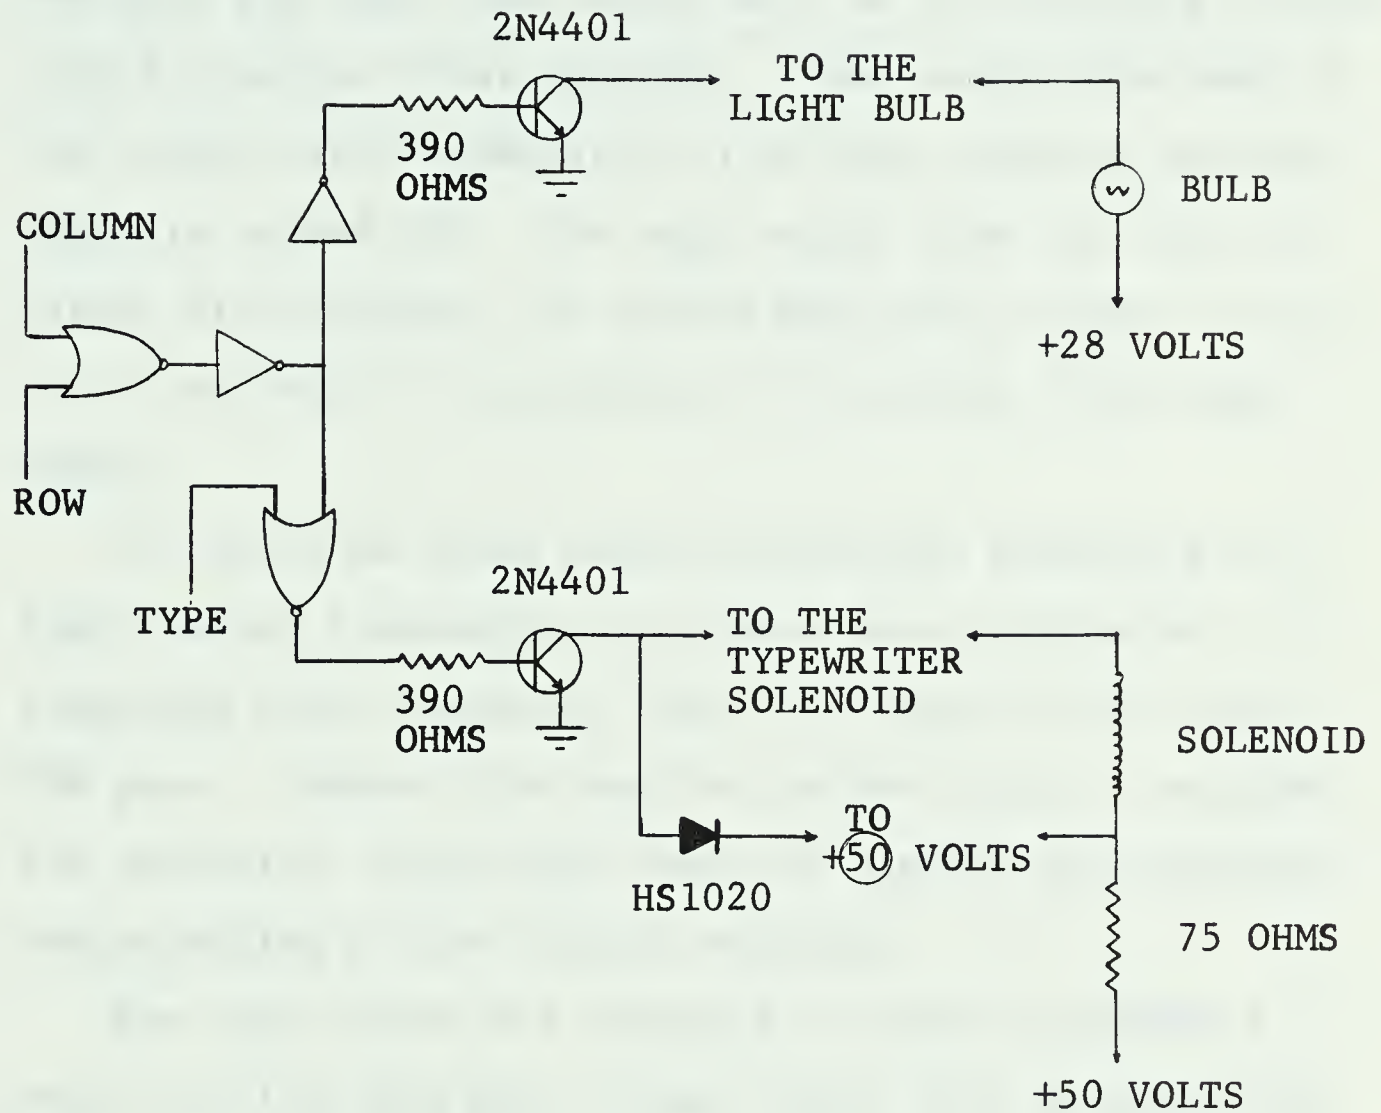 2N4401
TO THE
LIGHT BULB
390
OHMS
BULB
COLUMN
+28 VOLTS
ROW
2N4401
TYPE
TO THE
TYPEWRITER
SOLENOID
390
OHMS
SOLENOID
TO
+50 VOLTS
HS1020
75 OHMS
+50 VOLTS